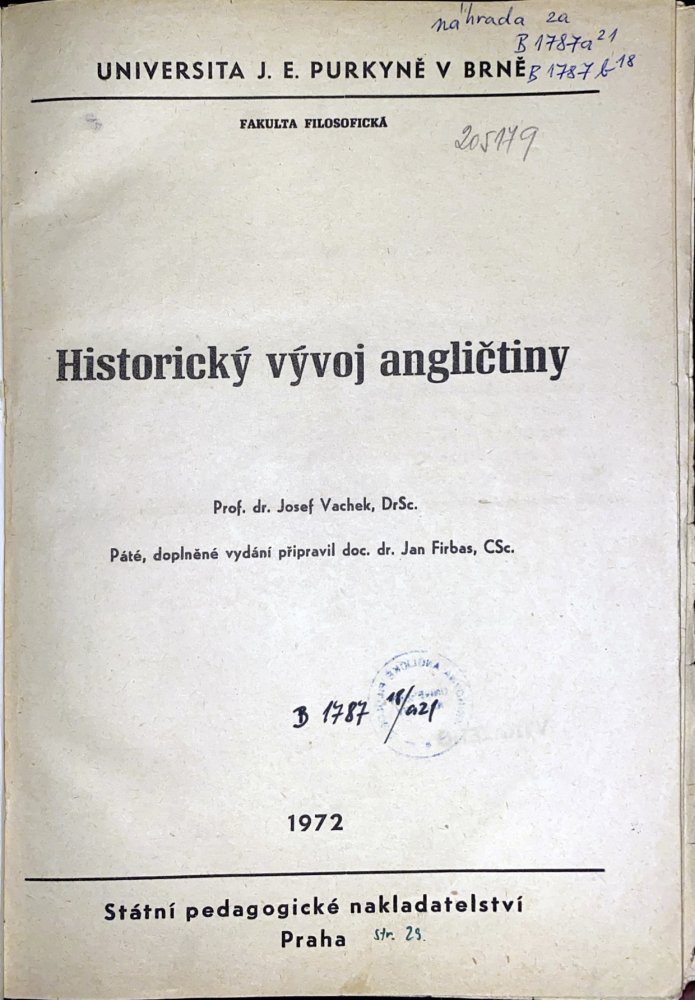 náhrada za
B 1787a 21
B 1787 b 18
UNIVERSITA J. E. PURKYNĚ V BRNĚ
FAKULTA FILOSOFICKÁ
205179
Historický vývoj angličtiny
Prof. dr. Josef Vachek, DrSc.
Páté, doplněné vydání připravil doc. dr. Jan Firbas, CSc.
B 1787 18/a21
1972
Státní pedagogické nakladatelství
Praha str. 29.